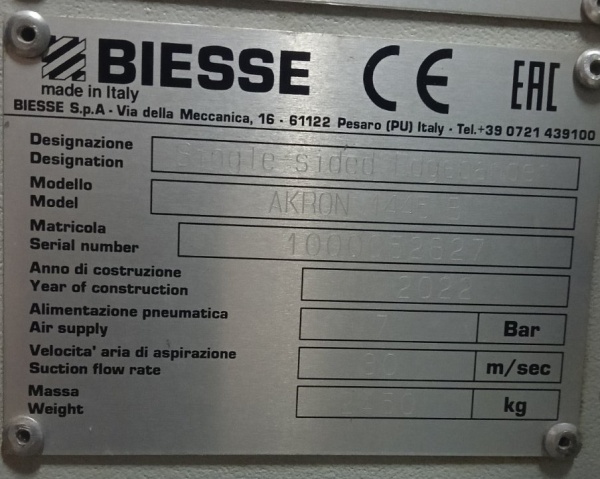 BIESSE CE EAC
made in Italy
BIESSE S.p.A - Via della Meccanica, 16 - 61122 Pesaro (PU) Italy - Tel.+39 0721 439100
Designazione
Designation Single-sided
Modello
Model AKRON
Matricola
Serial number
Anno di costruzione
Year of construction 2022
Alimentazione pneumatica
Air supply 7 Bar
Velocita' aria di aspirazione
Suction flow rate m/sec
Massa
Weight kg